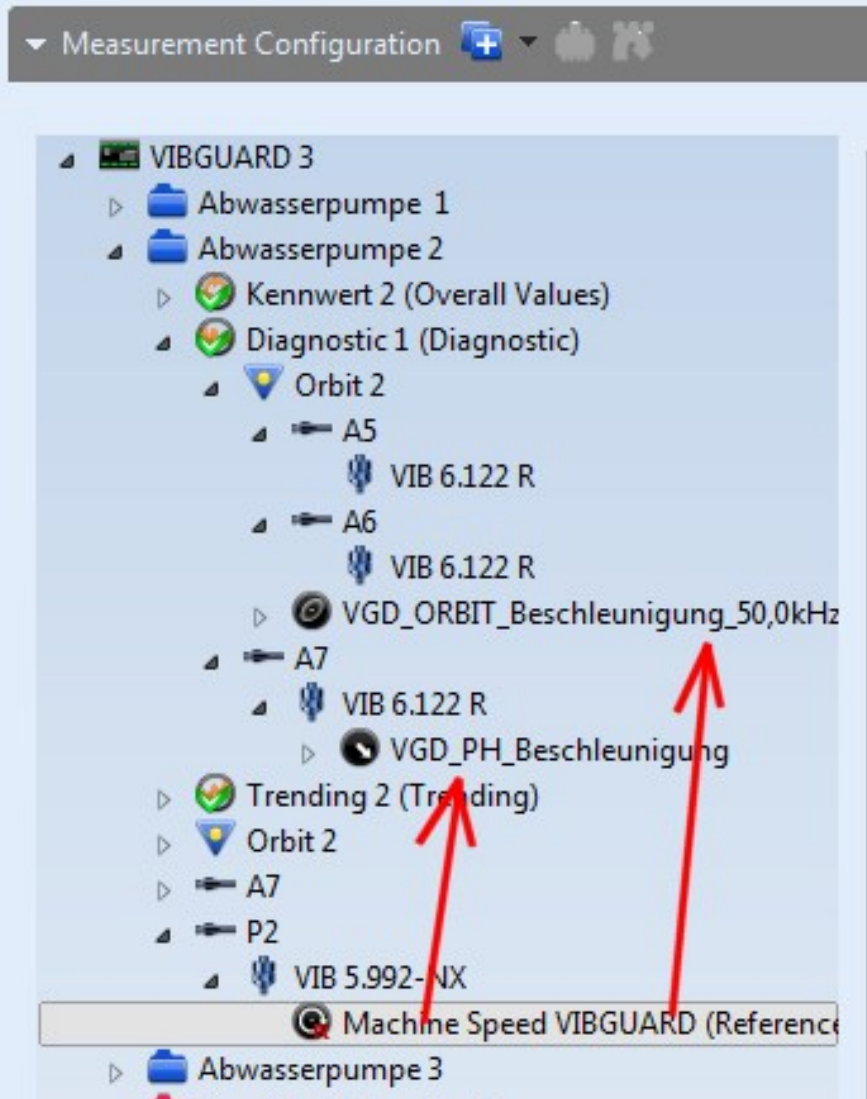 Measurement Configuration
VIBGUARD 3
Abwasserpumpe 1
Abwasserpumpe 2
Kennwert 2 (Overall Values)
Diagnostic 1 (Diagnostic)
Orbit 2
A5
VIB 6.122 R
A6
VIB 6.122 R
VGD_ORBIT_Beschleunigung_50,0kHz
A7
VIB 6.122 R
VGD_PH_Beschleunigung
Trending 2 (Trending)
Orbit 2
A7
P2
VIB 5.992-NX
Machine Speed VIBGUARD (Reference
Abwasserpumpe 3